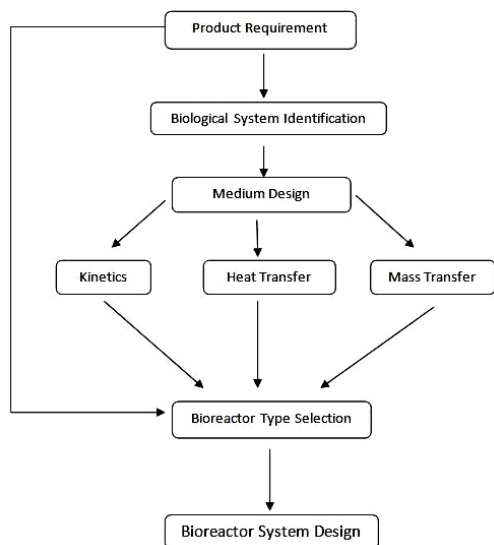 Product Requirement
Biological System Identification
Medium Design
Kinetics
Heat Transfer
Mass Transfer
Bioreactor Type Selection
Bioreactor System Design